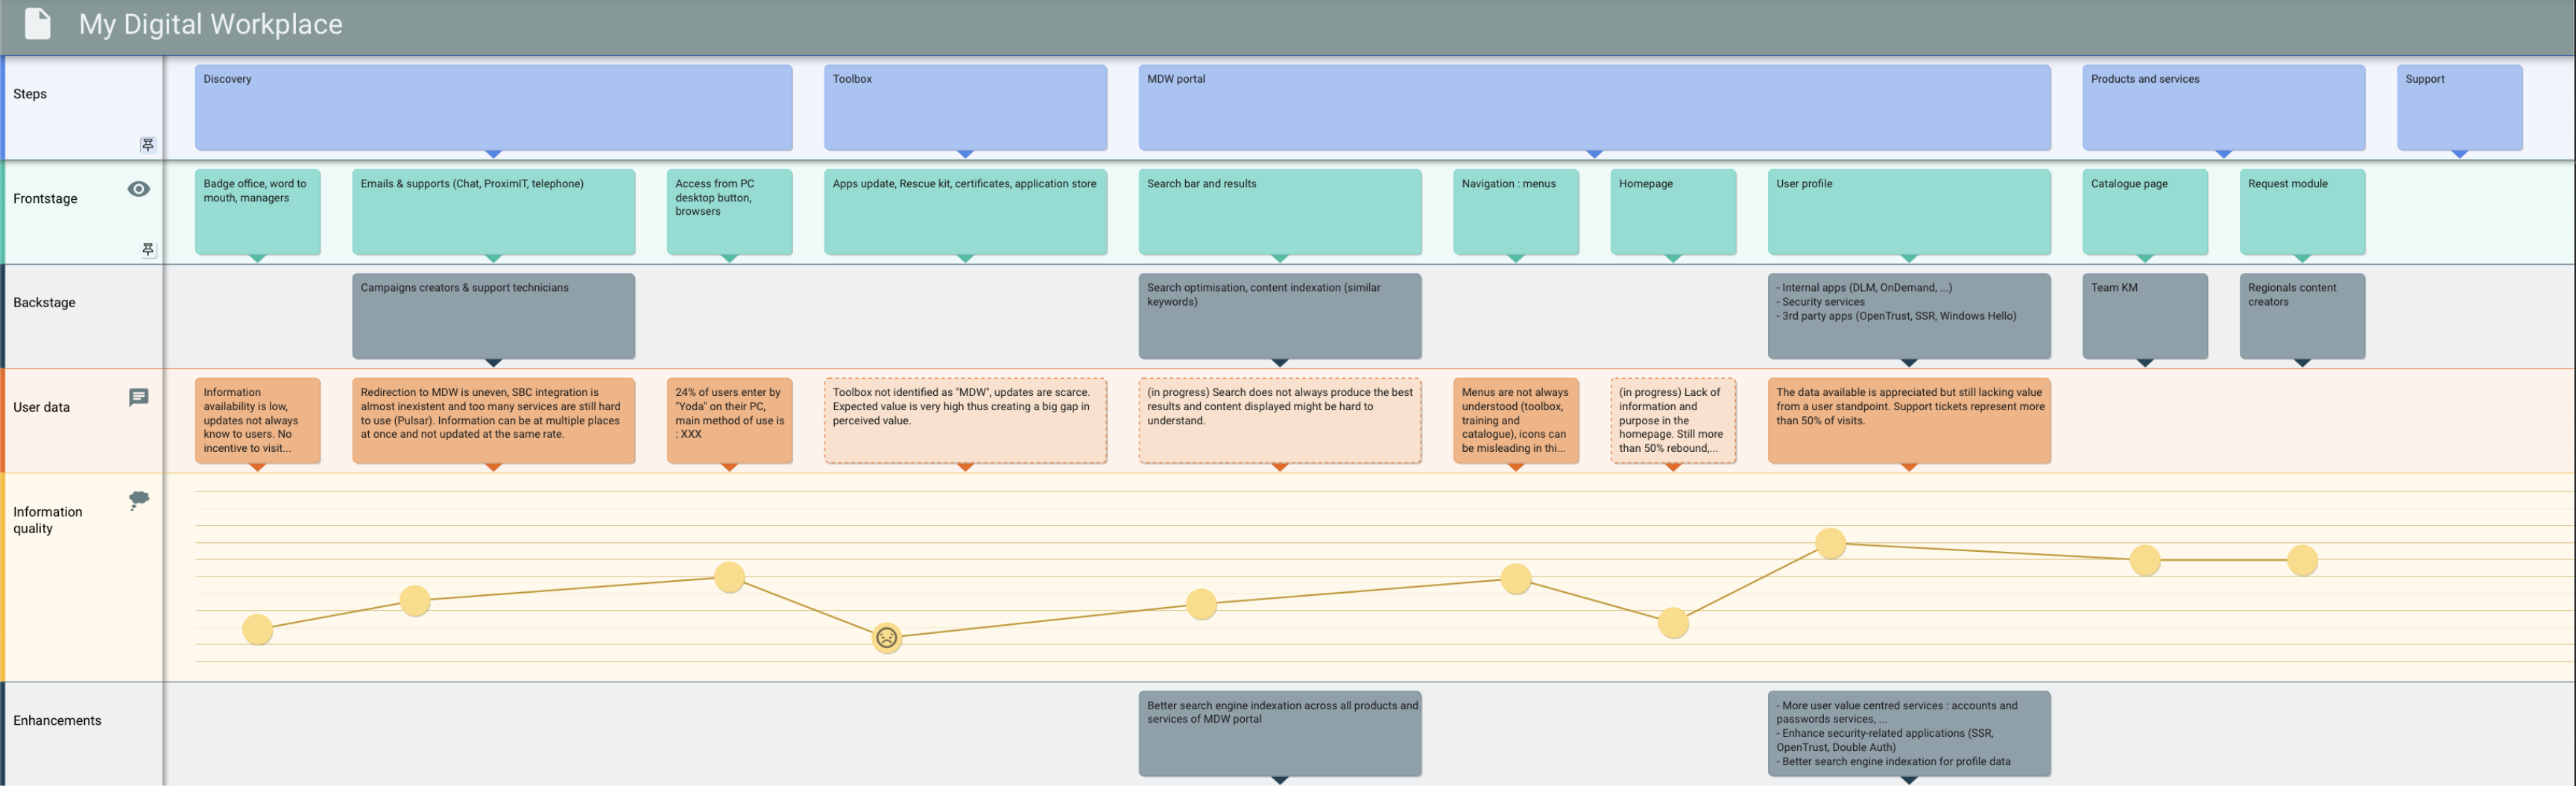 My Digital Workplace
Steps
Discovery
Toolbox
MDW portal
Products and services
Support
Frontstage
Badge office, word to
mouth, managers
Emails & supports (Chat, ProximIT, telephone)
Access from PC
desktop button,
browsers
Apps update, Rescue kit, certificates, application store
Search bar and results
Navigation : menus
Homepage
User profile
Catalogue page
Request module
Backstage
Campaigns creators & support technicians
Search optimisation, content indexation (similar
keywords)
- Internal apps (DLM, OnDemand, ...)
- Security services
- 3rd party apps (OpenTrust, SSR, Windows Hello)
Team KM
Regionals content
creators
User data
Information
availability is low,
updates not always
know to users. No
incentive to visit...
Redirection to MDW is uneven, SBC integration is
almost inexistent and too many services are still hard
to use (Pulsar). Information can be at multiple places
at once and not updated at the same rate.
24% of users enter by
"Yoda" on their PC,
main method of use is
: XXX
Toolbox not identified as "MDW", updates are scarce.
Expected value is very high thus creating a big gap in
perceived value.
(in progress) Search does not always produce the best
results and content displayed might be hard to
understand.
Menus are not always
understood (toolbox,
training and
catalogue), icons can
be misleading in thi...
(in progress) Lack of
information and
purpose in the
homepage. Still more
than 50% rebound,...
The data available is appreciated but still lacking value
from a user standpoint. Support tickets represent more
than 50% of visits.
Information
quality
Enhancements
Better search engine indexation across all products and
services of MDW portal
- More user value centred services : accounts and
passwords services, ...
- Enhance security-related applications (SSR,
OpenTrust, Double Auth)
- Better search engine indexation for profile data